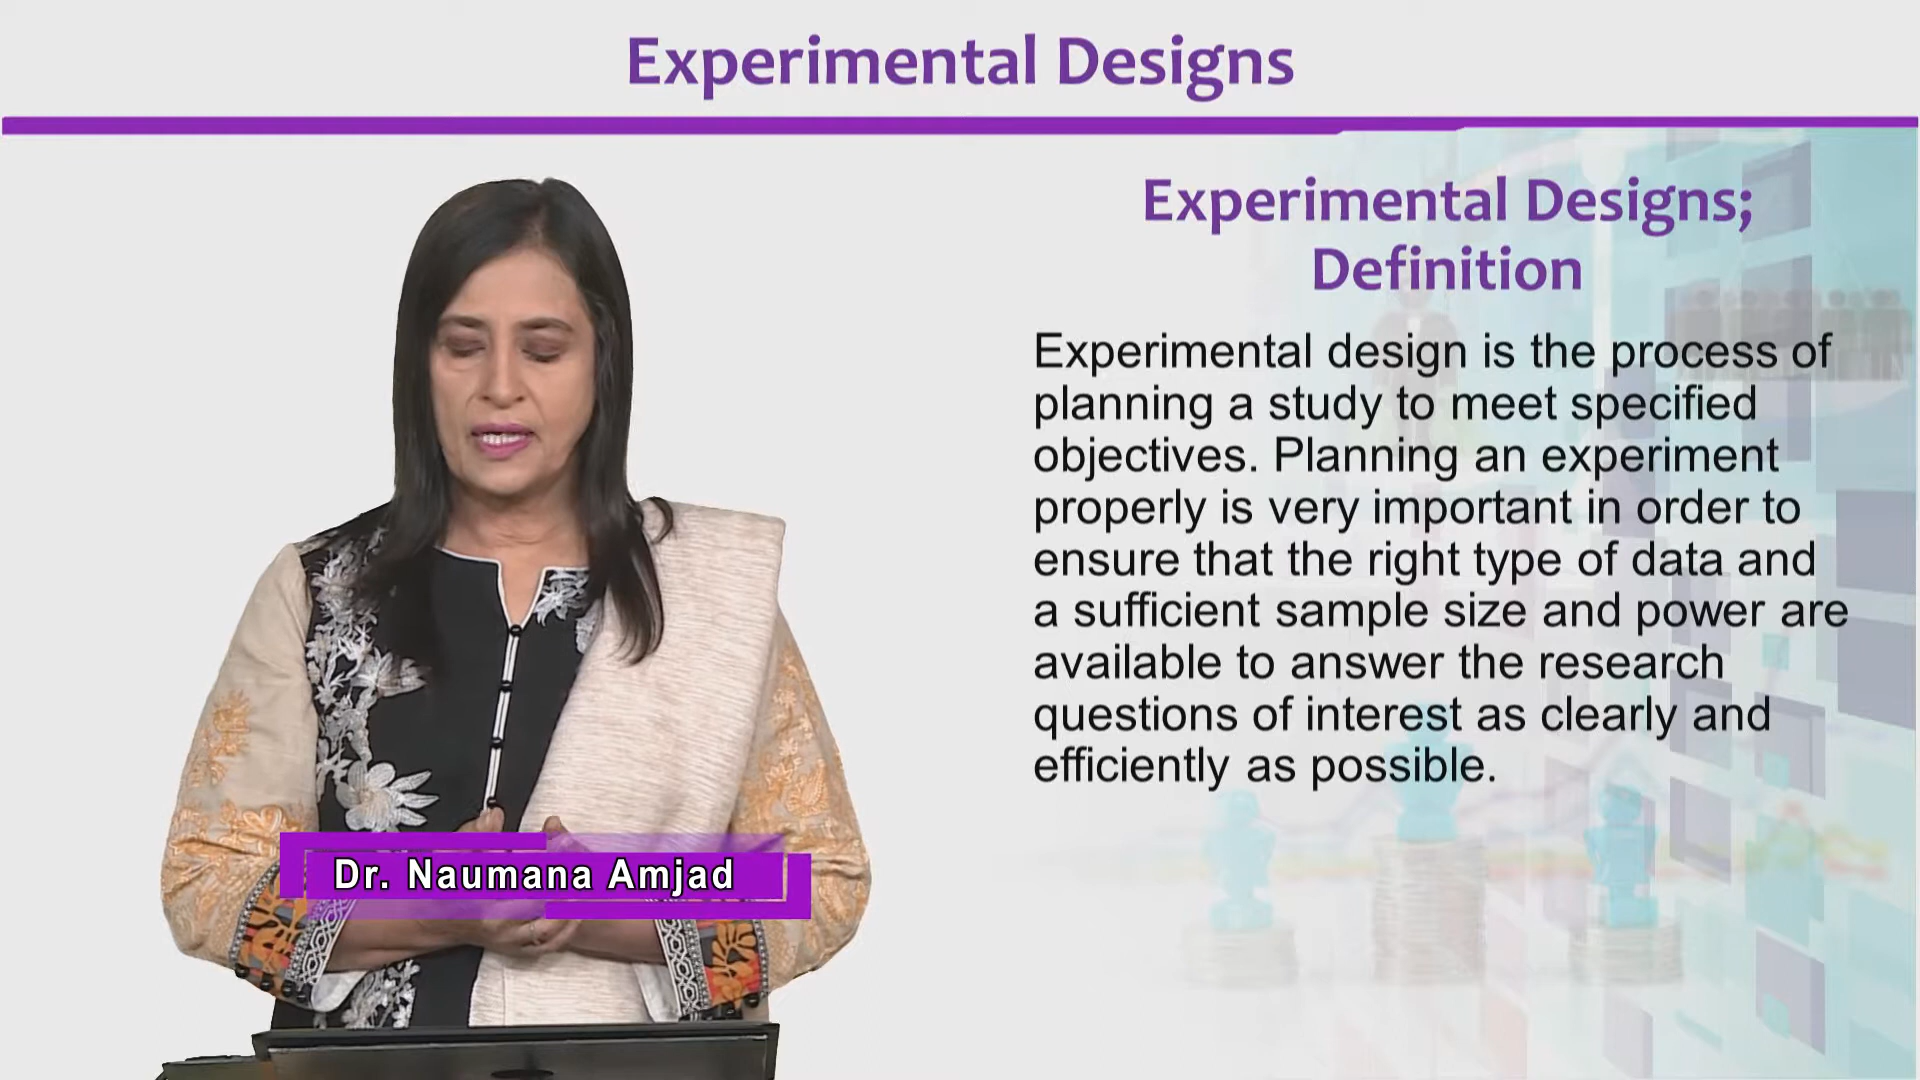 Experimental Designs
Experimental Designs;
Definition
Experimental design is the process of
planning a study to meet specified
objectives. Planning an experiment
properly is very important in order to
ensure that the right type of data and
a sufficient sample size and power are
available to answer the research
questions of interest as clearly and
efficiently as possible.
Dr. Naumana Amjad